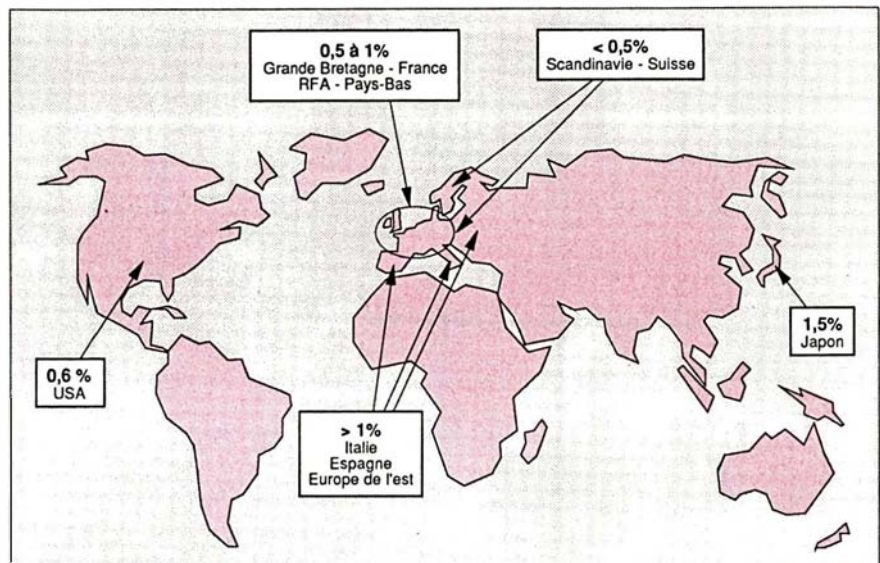 0,5 à 1%
Grande Bretagne - France
RFA - Pays-Bas
< 0,5%
Scandinavie - Suisse
0,6 %
USA
> 1%
Italie
Espagne
Europe de l'est
1,5%
Japon